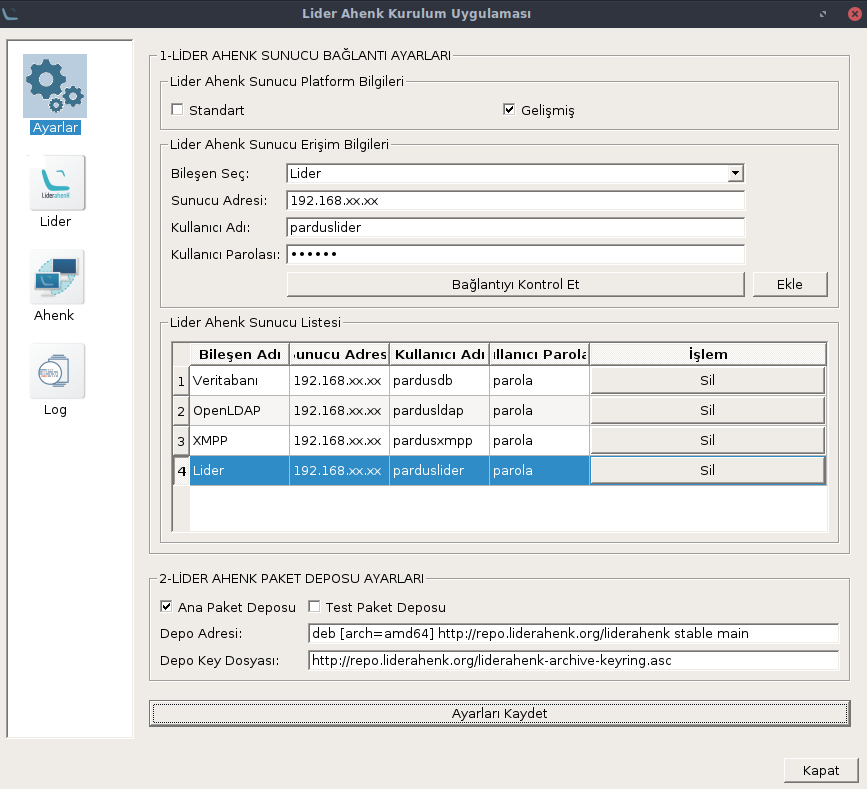 Lider Ahenk Kurulum Uygulaması
Ayarlar
Liderahenk
Lider
Ahenk
Log
1-LİDER AHENK SUNUCU BAĞLANTI AYARLARI
Lider Ahenk Sunucu Platform Bilgileri
Standart Gelişmiş
Lider Ahenk Sunucu Erişim Bilgileri
Bileşen Seç: Lider
Sunucu Adresi: 192.168.xx.xx
Kullanıcı Adı: parduslider
Kullanıcı Parolası: ••••••
Bağlantıyı Kontrol Et Ekle
Lider Ahenk Sunucu Listesi
Bileşen Adı unucu Adres Kullanıcı Adı llanıcı Parola İşlem
1 Veritabanı 192.168.xx.xx pardusdb parola Sil
2 OpenLDAP 192.168.xx.xx pardusldap parola Sil
3 XMPP 192.168.xx.xx pardusxmpp parola Sil
4 Lider 192.168.xx.xx parduslider parola Sil
2-LİDER AHENK PAKET DEPOSU AYARLARI
Ana Paket Deposu Test Paket Deposu
Depo Adresi: deb [arch=amd64] http://repo.liderahenk.org/liderahenk stable main
Depo Key Dosyası: http://repo.liderahenk.org/liderahenk-archive-keyring.asc
Ayarları Kaydet
Kapat